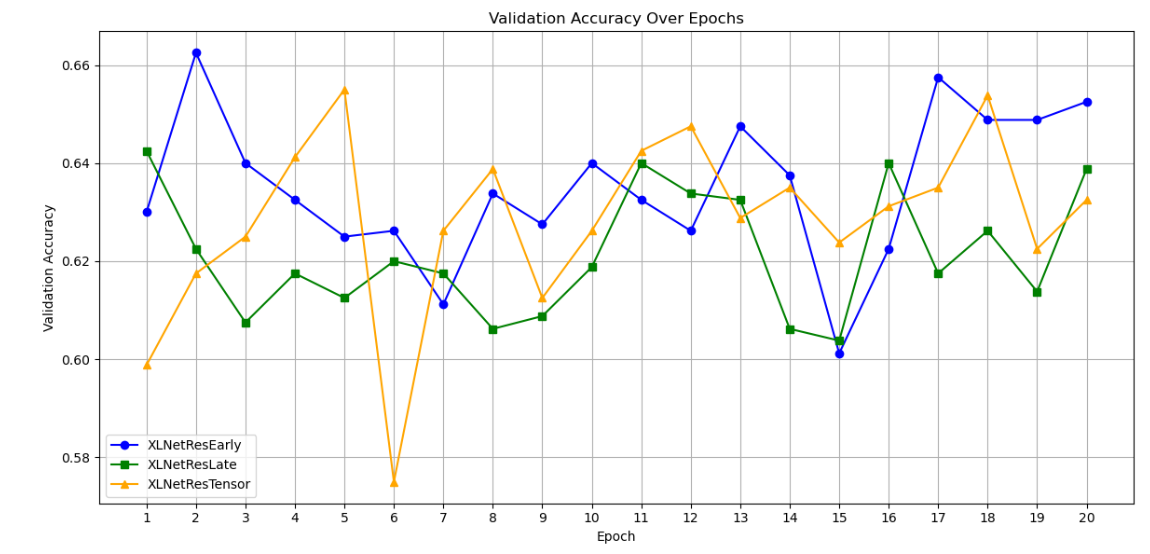 Validation Accuracy Over Epochs
Validation Accuracy
0.66
0.64
0.62
0.60
0.58
XLNetResEarly
XLNetResLate
XLNetResTensor
1 2 3 4 5 6 7 8 9 10 11 12 13 14 15 16 17 18 19 20
Epoch